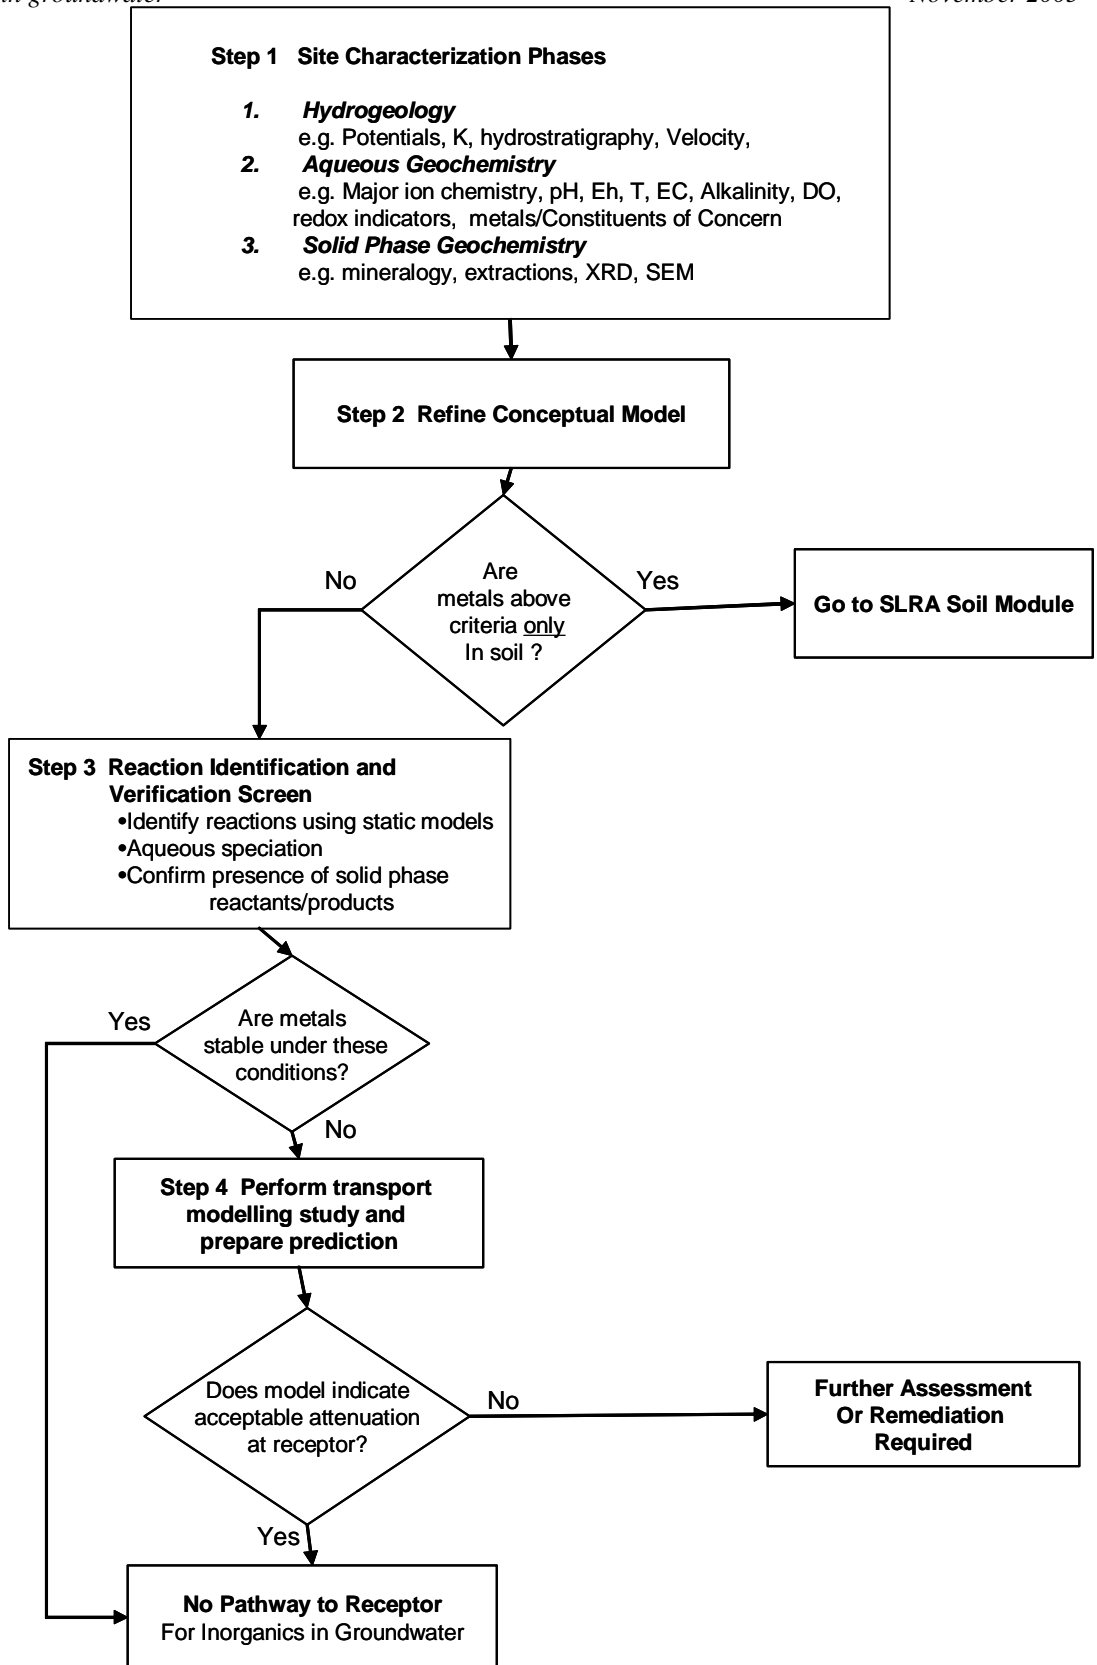 in groundwater
November 2005
Step 1 Site Characterization Phases
1. Hydrogeology
e.g. Potentials, K, hydrostratigraphy, Velocity,
2. Aqueous Geochemistry
e.g. Major ion chemistry, pH, Eh, T, EC, Alkalinity, DO,
redox indicators, metals/Constituents of Concern
3. Solid Phase Geochemistry
e.g. mineralogy, extractions, XRD, SEM
Step 2 Refine Conceptual Model
Are
metals above
criteria only
In soil ?
No
Yes
Go to SLRA Soil Module
Step 3 Reaction Identification and
Verification Screen
•Identify reactions using static models
•Aqueous speciation
•Confirm presence of solid phase
reactants/products
Are metals
stable under these
conditions?
Yes
No
Step 4 Perform transport
modelling study and
prepare prediction
Does model indicate
acceptable attenuation
at receptor?
No
Further Assessment
Or Remediation
Required
Yes
No Pathway to Receptor
For Inorganics in Groundwater